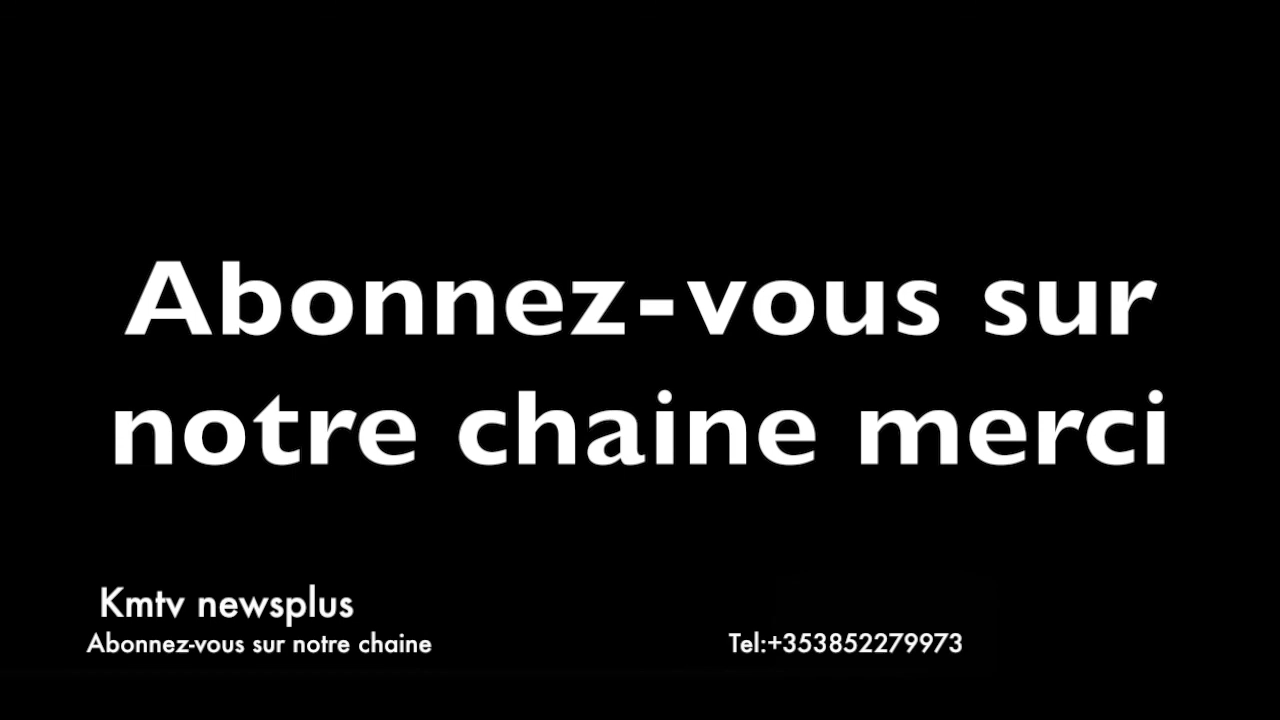 Abonnez-vous sur
notre chaine merci
Kmtv newsplus
Abonnez-vous sur notre chaine
Tel:+353852279973